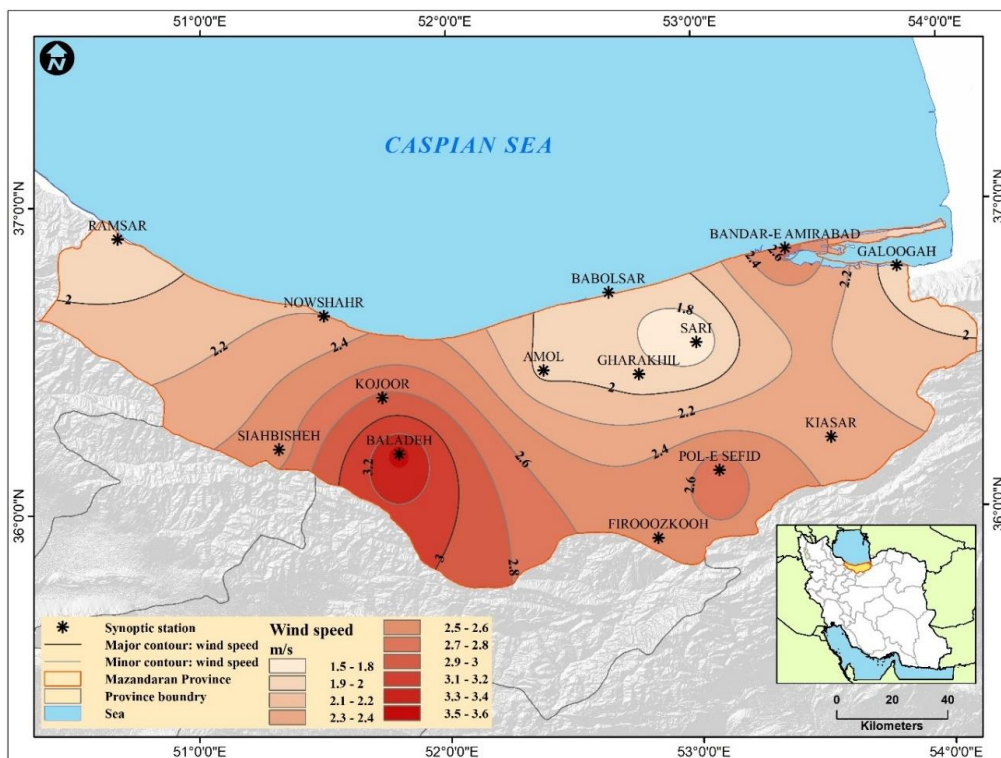 51°0'0"E
52°0'0"E
53°0'0"E
54°0'0"E
N
CASPIAN SEA
37°0'0"N
37°0'0"N
RAMSAR
BANDAR-E AMIRABAD
2.6
2.4
GALOOGAH
2.2
BABOLSAR
2
NOWSHAHR
1.8
SARI
2
2.2
2.4
AMOL
GHARAKHIL
2
KOJOOR
2.2
SIAHBISHEH
BALADEH
3.2
2.6
2.4
KIASAR
POL-E SEFID
2.6
36°0'0"N
36°0'0"N
FIROOOZKOOH
3
2.8
Synoptic station
Major contour: wind speed
Minor contour: wind speed
Mazandaran Province
Province boundry
Sea
Wind speed
m/s
1.5 - 1.8
1.9 - 2
2.1 - 2.2
2.3 - 2.4
2.5 - 2.6
2.7 - 2.8
2.9 - 3
3.1 - 3.2
3.3 - 3.4
3.5 - 3.6
0 20 40
Kilometers
51°0'0"E
52°0'0"E
53°0'0"E
54°0'0"E